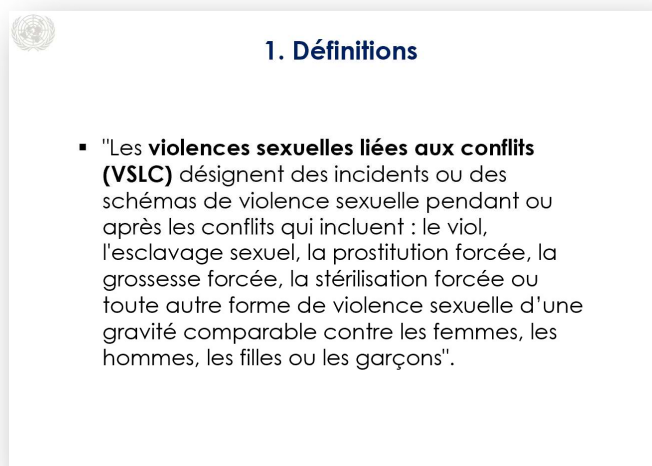 1. Définitions
▪ "Les violences sexuelles liées aux conflits
(VSLC) désignent des incidents ou des
schémas de violence sexuelle pendant ou
après les conflits qui incluent : le viol,
l'esclavage sexuel, la prostitution forcée, la
grossesse forcée, la stérilisation forcée ou
toute autre forme de violence sexuelle d’une
gravité comparable contre les femmes, les
hommes, les filles ou les garçons".